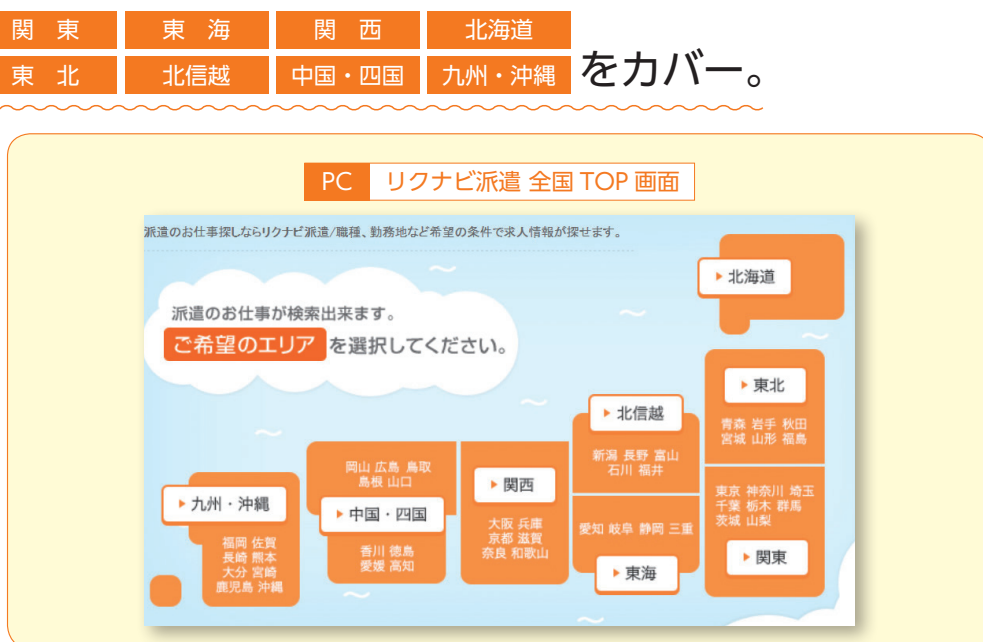 関 東 東 海 関 西 北海道
東 北 北信越 中国・四国 九州・沖縄 をカバー。
PC リクナビ派遣 全国 TOP 画面
派遣のお仕事探しならリクナビ派遣/職種、勤務地など希望の条件で求人情報が探せます。
北海道
派遣のお仕事が検索出来ます。
ご希望のエリア を選択してください。
東北
青森 岩手 秋田
宮城 山形 福島
北信越
新潟 長野 富山
石川 福井
関西
大阪 兵庫
京都 滋賀
奈良 和歌山
岡山 広島 鳥取
島根 山口
中国・四国
香川 徳島
愛媛 高知
九州・沖縄
福岡 佐賀
長崎 熊本
大分 宮崎
鹿児島 沖縄
愛知 岐阜 静岡 三重
東海
東京 神奈川 埼玉
千葉 栃木 群馬
茨城 山梨
関東